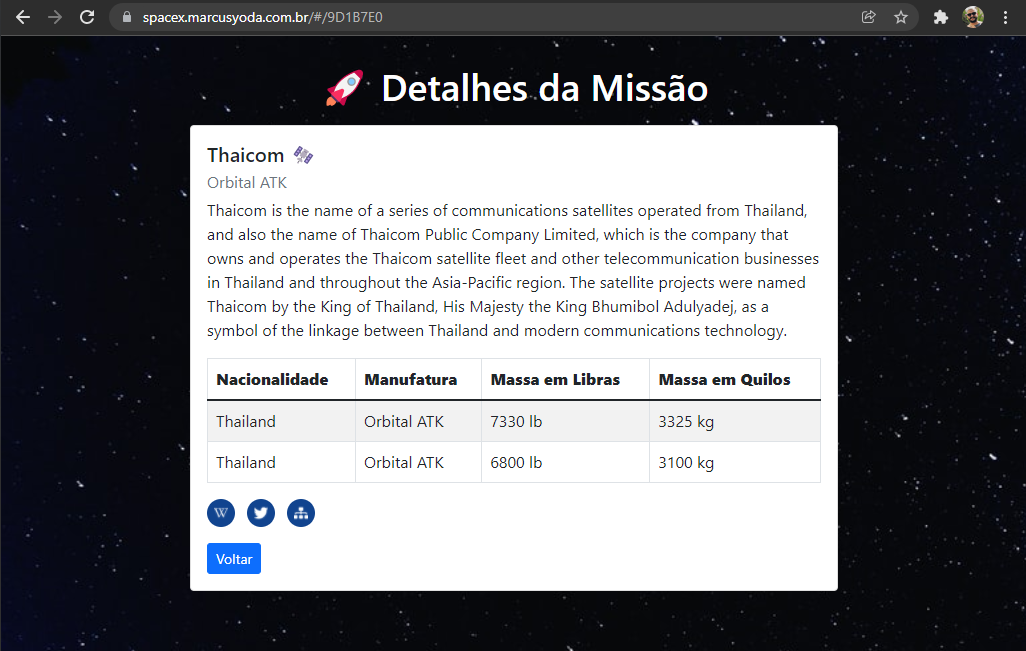 spacex.marcusyoda.com.br/#/9D1B7E0
Detalhes da Missão
Thaicom
Orbital ATK
Thaicom is the name of a series of communications satellites operated from Thailand,
and also the name of Thaicom Public Company Limited, which is the company that
owns and operates the Thaicom satellite fleet and other telecommunication businesses
in Thailand and throughout the Asia-Pacific region. The satellite projects were named
Thaicom by the King of Thailand, His Majesty the King Bhumibol Adulyadej, as a
symbol of the linkage between Thailand and modern communications technology.
Nacionalidade Manufatura Massa em Libras Massa em Quilos
Thailand Orbital ATK 7330 lb 3325 kg
Thailand Orbital ATK 6800 lb 3100 kg
W
Voltar